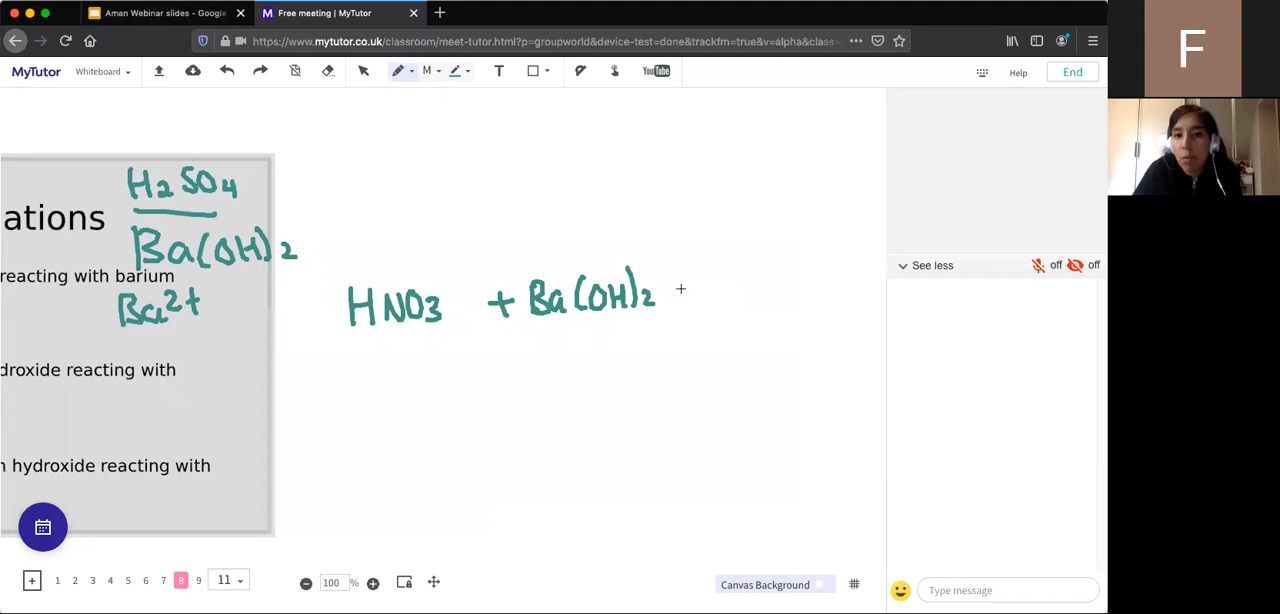 Aman Webinar slides - Google
Free meeting | MyTutor
https://www.mytutor.co.uk/classroom/meet-tutor.html?p=groupworld&device-test=done&trackfm=true&v=alpha&class=
MyTutor Whiteboard M T YouTube Help End
F
H2SO4
ations
Ba(OH)2
reacting with barium
Ba2+
HNO3 + Ba(OH)2
droxide reacting with
n hydroxide reacting with
See less off off
1 2 3 4 5 6 7 8 9 11 100 % Canvas Background Type message